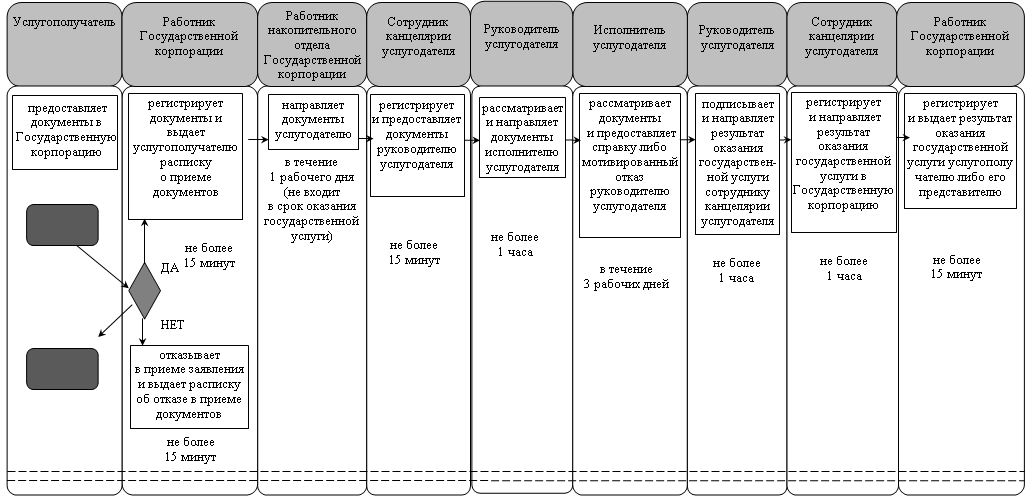 Услугополучатель
Работник
Государственной
корпорации
Работник
накопительного
отдела
Государственной
корпорации
Сотрудник
канцелярии
услугодателя
Руководитель
услугодателя
Исполнитель
услугодателя
Руководитель
услугодателя
Сотрудник
канцелярии
услугодателя
Работник
Государственной
корпорации
предоставляет
документы в
Государственную
корпорацию
регистрирует
документы и
выдает
услугополучателю
расписку
о приеме
документов
не более
15 минут
ДА
НЕТ
отказывает
в приеме заявления
и выдает расписку
об отказе в приеме
документов
не более
15 минут
направляет
документы
услугодателю
в течение
1 рабочего дня
(не входит
в срок оказания
государственной
услуги)
регистрирует
и предоставляет
документы
руководителю
услугодателя
не более
15 минут
рассматривает
и направляет
документы
исполнителю
услугодателя
не более
1 часа
рассматривает
документы
и предоставляет
справку либо
мотивированный
отказ
руководителю
услугодателя
в течение
3 рабочих дней
подписывает
и направляет
результат
оказания
государствен-
ной услуги
сотруднику
канцелярии
услугодателя
не более
1 часа
регистрирует
и направляет
результат
оказания
государственной
услуги в
Государственную
корпорацию
не более
1 часа
регистрирует
и выдает результат
оказания
государственной
услуги услугополу
чателю либо его
представителю
не более
15 минут